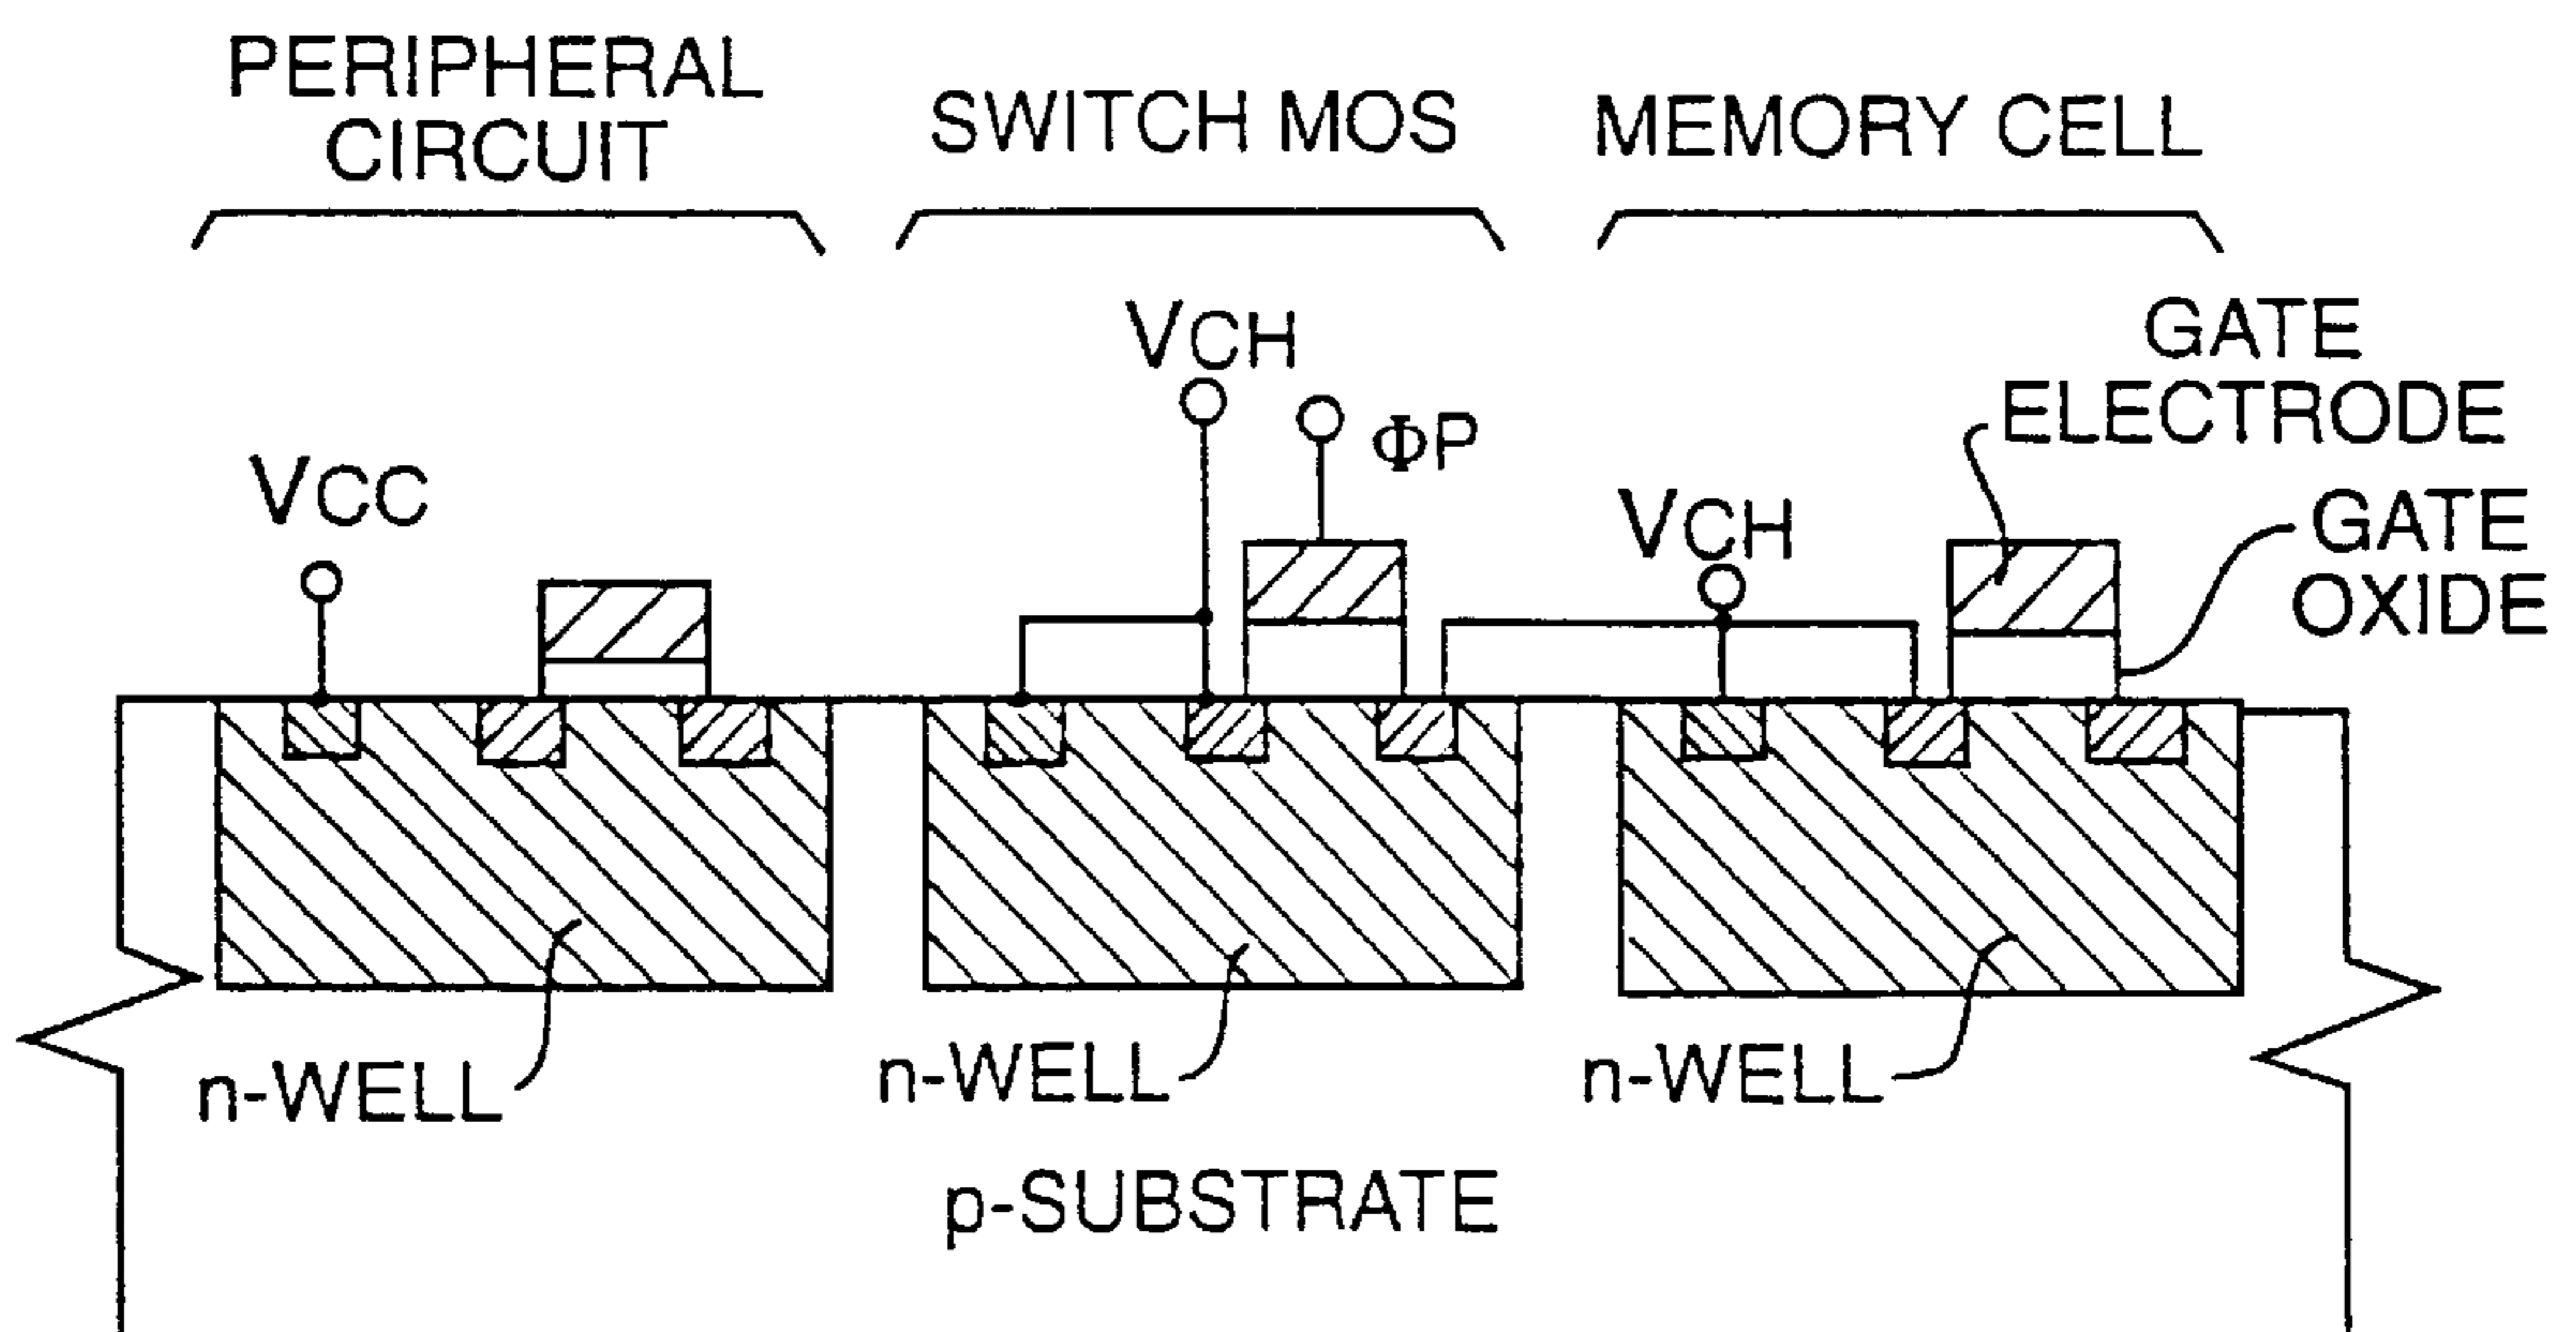 PERIPHERAL
CIRCUIT
SWITCH MOS
MEMORY CELL
VCH
ΦP
GATE
ELECTRODE
VCC
VCH
GATE
OXIDE
n-WELL
n-WELL
n-WELL
p-SUBSTRATE